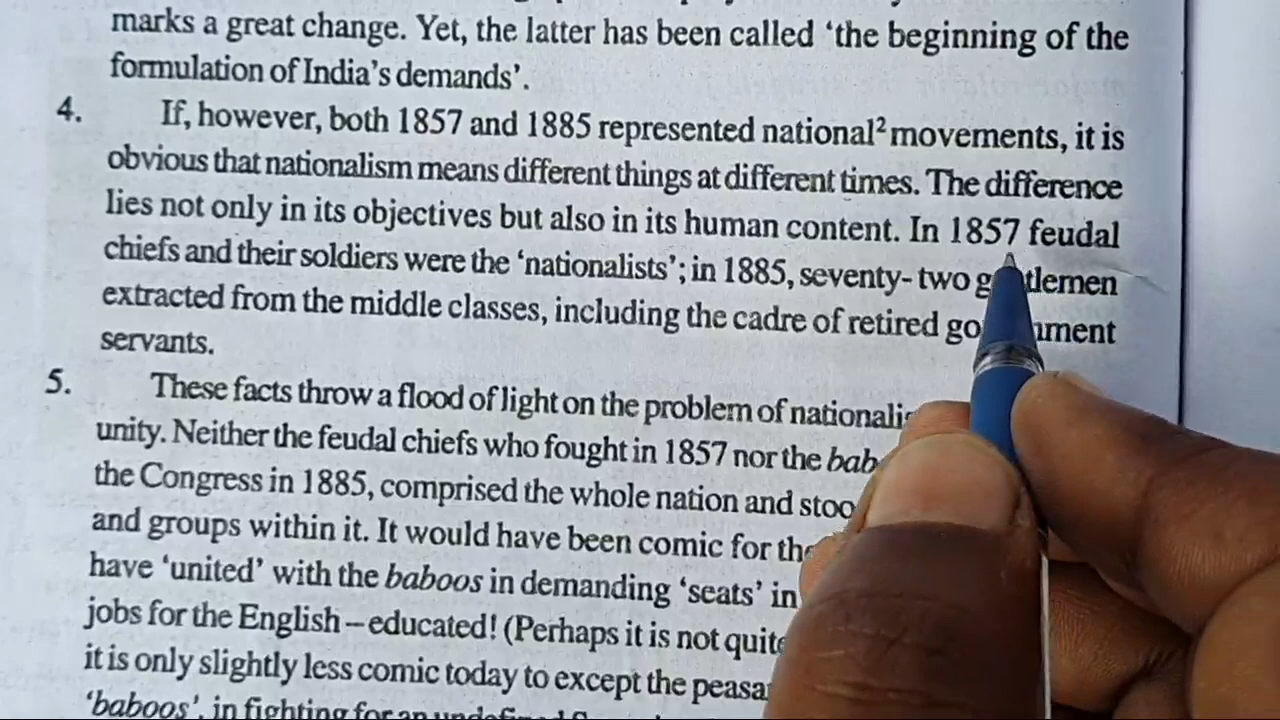 marks a great change. Yet, the latter has been called ‘the beginning of the
formulation of India’s demands’.
4. If, however, both 1857 and 1885 represented national² movements, it is
obvious that nationalism means different things at different times. The difference
lies not only in its objectives but also in its human content. In 1857 feudal
chiefs and their soldiers were the ‘nationalists’; in 1885, seventy- two
extracted from the middle classes, including the cadre of retired
servants.
5. These facts throw a flood of light on the problem of
unity. Neither the feudal chiefs who fought in 1857 nor the
the Congress in 1885, comprised the whole nation and
and groups within it. It would have been comic for
have ‘united’ with the baboos in demanding ‘seats’ in
jobs for the English – educated! (Perhaps it is not quite
it is only slightly less comic today to except the
‘baboos’, in fighting for an